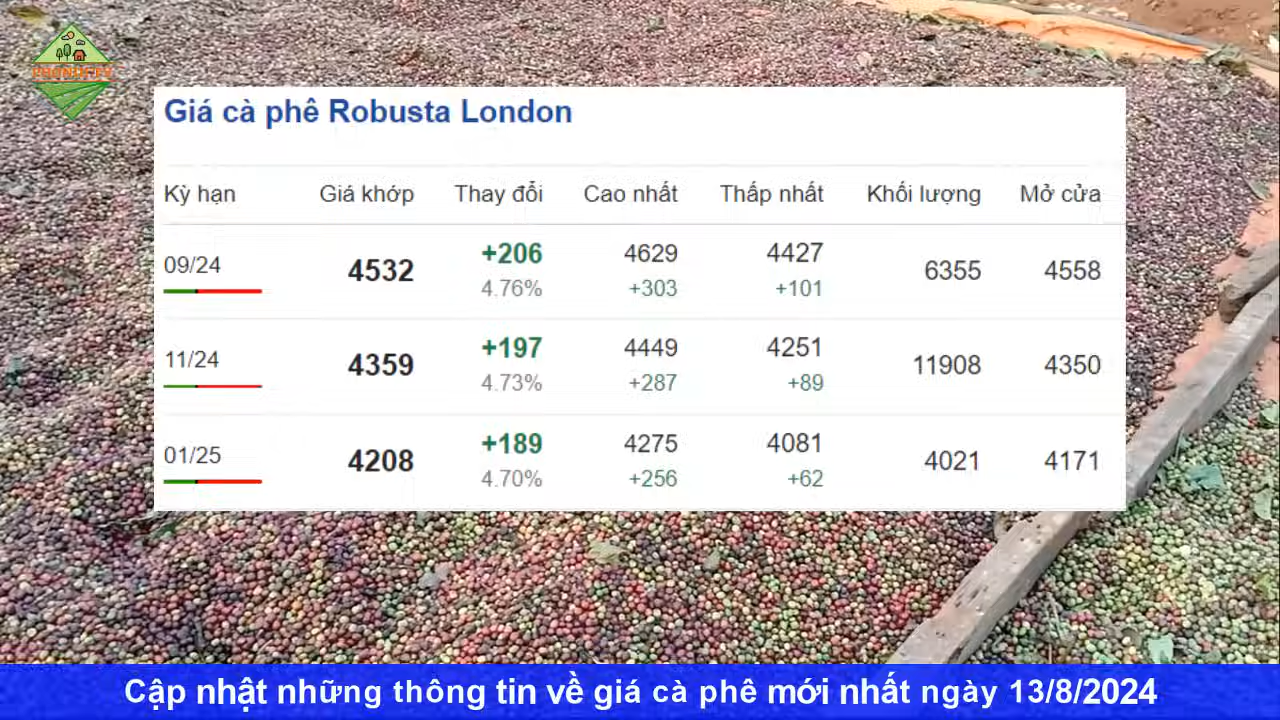 Giá cà phê Robusta London
Kỳ hạn Giá khớp Thay đổi Cao nhất Thấp nhất Khối lượng Mở cửa
09/24 4532 +206 4629 4427 6355 4558
4.76% +303 +101
11/24 4359 +197 4449 4251 11908 4350
4.73% +287 +89
01/25 4208 +189 4275 4081 4021 4171
4.70% +256 +62
Cập nhật những thông tin về giá cà phê mới nhất ngày 13/8/2024